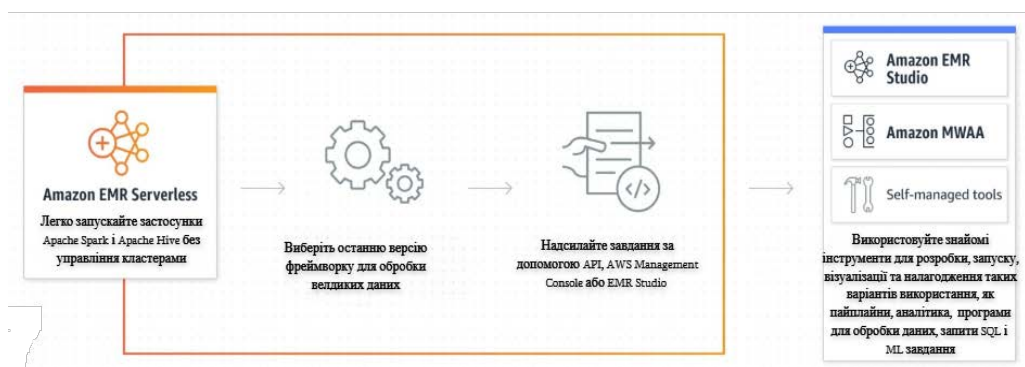 Amazon EMR Serverless
Легко запускайте застосунки
Apache Spark і Apache Hive без
управління кластерами
Виберіть останню версію
фреймворку для обробки
велдиких даних
</>
Надсилайте завдання за
допомогою API, AWS Management
Console або EMR Studio
Amazon EMR
Studio
Amazon MWAA
Self-managed tools
Використовуйте знайомі
інструменти для розробки, запуску,
візуалізації та налагодження таких
варіантів використання, як
пайплайни, аналітика, програми
для обробки даних, запити SQL і
ML завдання